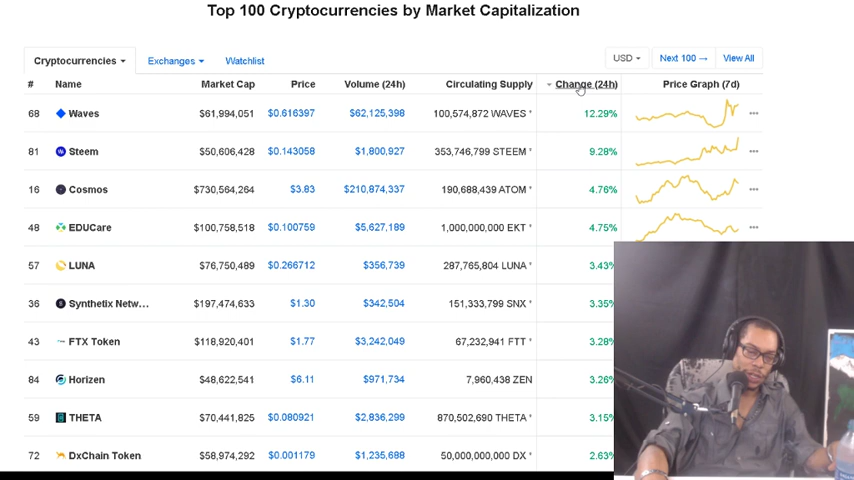 Top 100 Cryptocurrencies by Market Capitalization
Cryptocurrencies Exchanges Watchlist USD Next 100 → View All
# Name Market Cap Price Volume (24h) Circulating Supply Change (24h) Price Graph (7d)
68 Waves $61,994,051 $0.616397 $62,125,398 100,574,872 WAVES * 12.29%
81 Steem $50,606,428 $0.143058 $1,800,927 353,746,799 STEEM * 9.28%
16 Cosmos $730,564,264 $3.83 $210,874,337 190,688,439 ATOM * 4.76%
48 EDUCare $100,758,518 $0.100759 $5,627,189 1,000,000,000 EKT * 4.75%
57 LUNA $76,750,489 $0.266712 $356,739 287,765,804 LUNA * 3.43%
36 Synthetix Netw... $197,474,633 $1.30 $342,504 151,333,799 SNX * 3.35%
43 FTX Token $118,920,401 $1.77 $3,242,049 67,232,941 FTT * 3.28%
84 Horizen $48,622,541 $6.11 $971,734 7,960,438 ZEN 3.26%
59 THETA $70,441,825 $0.080921 $2,836,299 870,502,690 THETA * 3.15%
72 DxChain Token $58,974,292 $0.001179 $1,235,688 50,000,000,000 DX * 2.63%